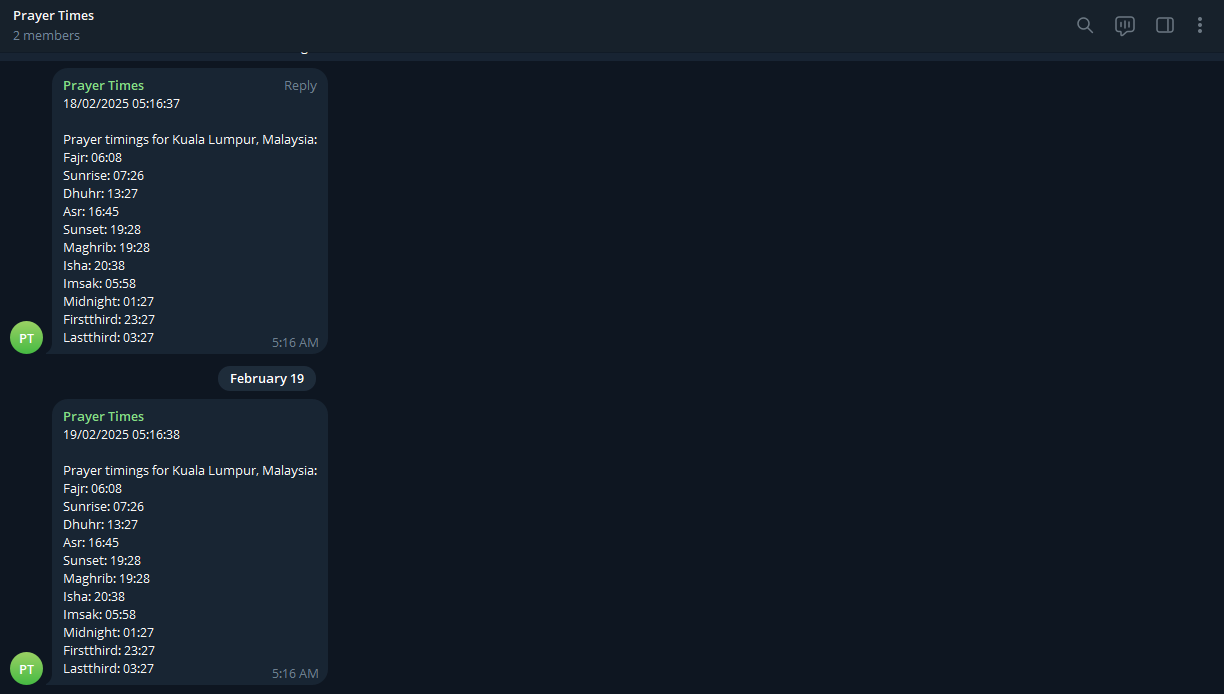 Prayer Times
2 members
Prayer Times
Reply
18/02/2025 05:16:37
Prayer timings for Kuala Lumpur, Malaysia:
Fajr: 06:08
Sunrise: 07:26
Dhuhr: 13:27
Asr: 16:45
Sunset: 19:28
Maghrib: 19:28
Isha: 20:38
Imsak: 05:58
Midnight: 01:27
Firstthird: 23:27
Lastthird: 03:27
5:16 AM
PT
February 19
Prayer Times
19/02/2025 05:16:38
Prayer timings for Kuala Lumpur, Malaysia:
Fajr: 06:08
Sunrise: 07:26
Dhuhr: 13:27
Asr: 16:45
Sunset: 19:28
Maghrib: 19:28
Isha: 20:38
Imsak: 05:58
Midnight: 01:27
Firstthird: 23:27
Lastthird: 03:27
5:16 AM
PT